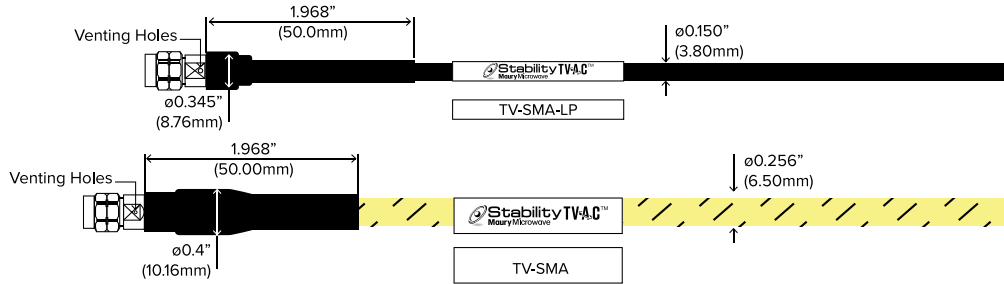 1.968"
(50.0mm)
Venting Holes
ø0.150"
(3.80mm)
Stability TV-A-C™
Maury Microwave
ø0.345"
(8.76mm)
TV-SMA-LP
1.968"
(50.00mm)
Venting Holes
ø0.256"
(6.50mm)
Stability TV-A-C™
Maury Microwave
ø0.4"
(10.16mm)
TV-SMA